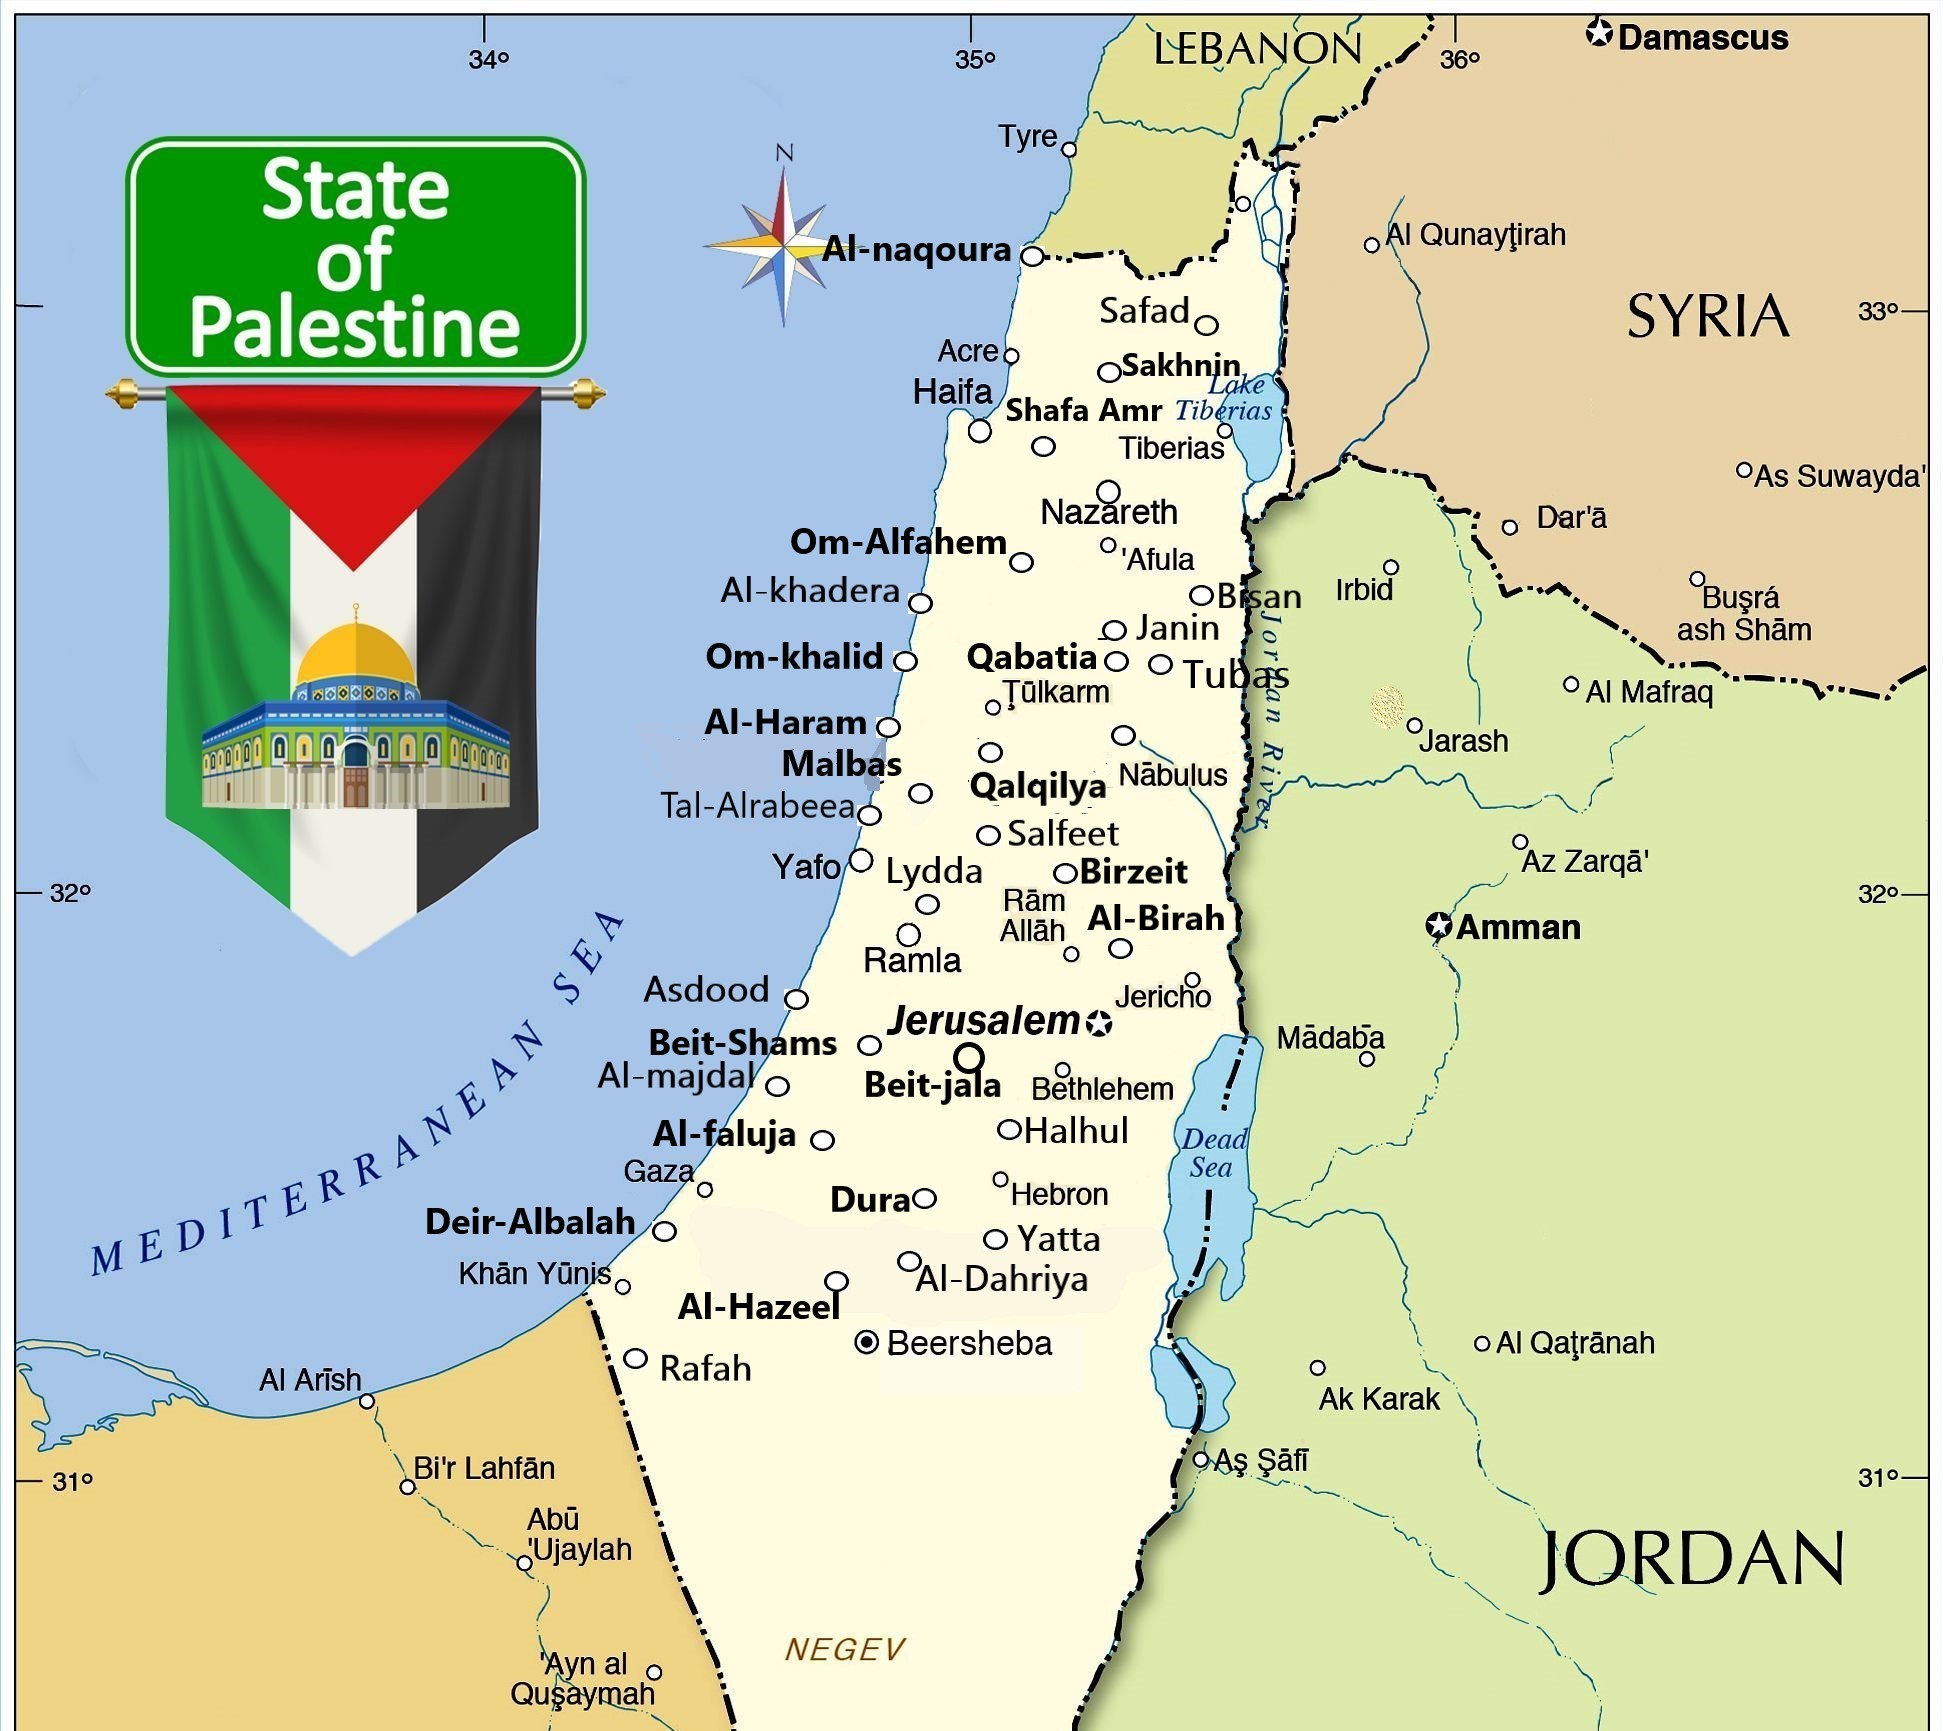 34°
35°
36°
LEBANON
Damascus
State
of
Palestine
Tyre
N
Al-naqoura
Al Qunayţirah
SYRIA
33°
Safad
Acre
Sakhnin
Haifa
Lake
Tiberias
Shafa Amr
Tiberias
As Suwayda'
Nazareth
Dar'ā
Om-Alfahem
'Afula
Al-khadera
Bisan
Irbid
Buşrá
ash Shām
Janin
Om-khalid
Qabatia
Tubas
Jordan River
Ţūlkarm
Al Mafraq
Al-Haram
Jarash
Malbas
Qalqilya
Nābulus
Tal-Alrabeea
Salfeet
Yafo
Lydda
Birzeit
Az Zarqā'
32°
32°
Rām
Allāh
Al-Birah
Amman
Ramla
MEDITERRANEAN SEA
Asdood
Jericho
Jerusalem
Beit-Shams
Mādaba
Al-majdal
Beit-jala
Bethlehem
Al-faluja
Halhul
Dead
Sea
Gaza
Dura
Hebron
Deir-Albalah
Yatta
Khān Yūnis
Al-Dahriya
Al-Hazeel
Beersheba
Al Qaţrānah
Rafah
Al Arīsh
Ak Karak
Bi'r Lahfān
Aş Şāfī
31°
31°
Abū
'Ujaylah
JORDAN
NEGEV
'Ayn al
Quşaymah